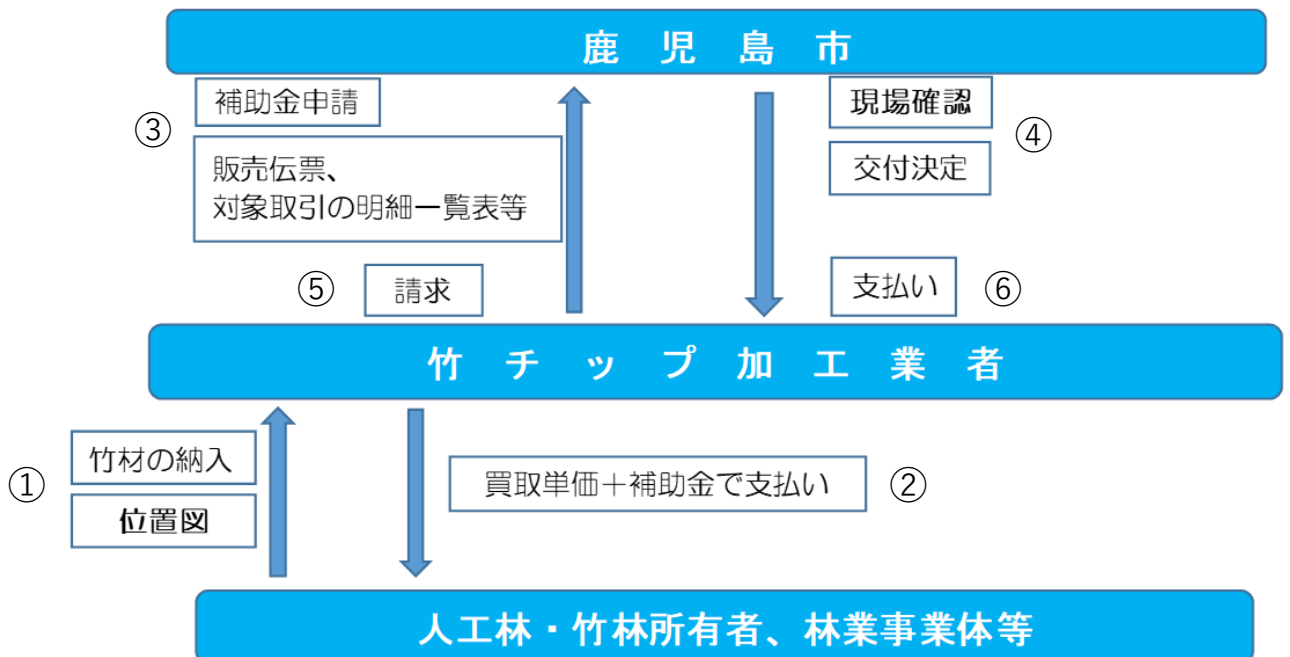 鹿児島市
補助金申請
③
販売伝票、
対象取引の明細一覧表等
現場確認
④
交付決定
⑤
請求
支払い
⑥
竹チップ加工業者
①
竹材の納入
位置図
買取単価＋補助金で支払い
②
人工林・竹林所有者、林業事業体等